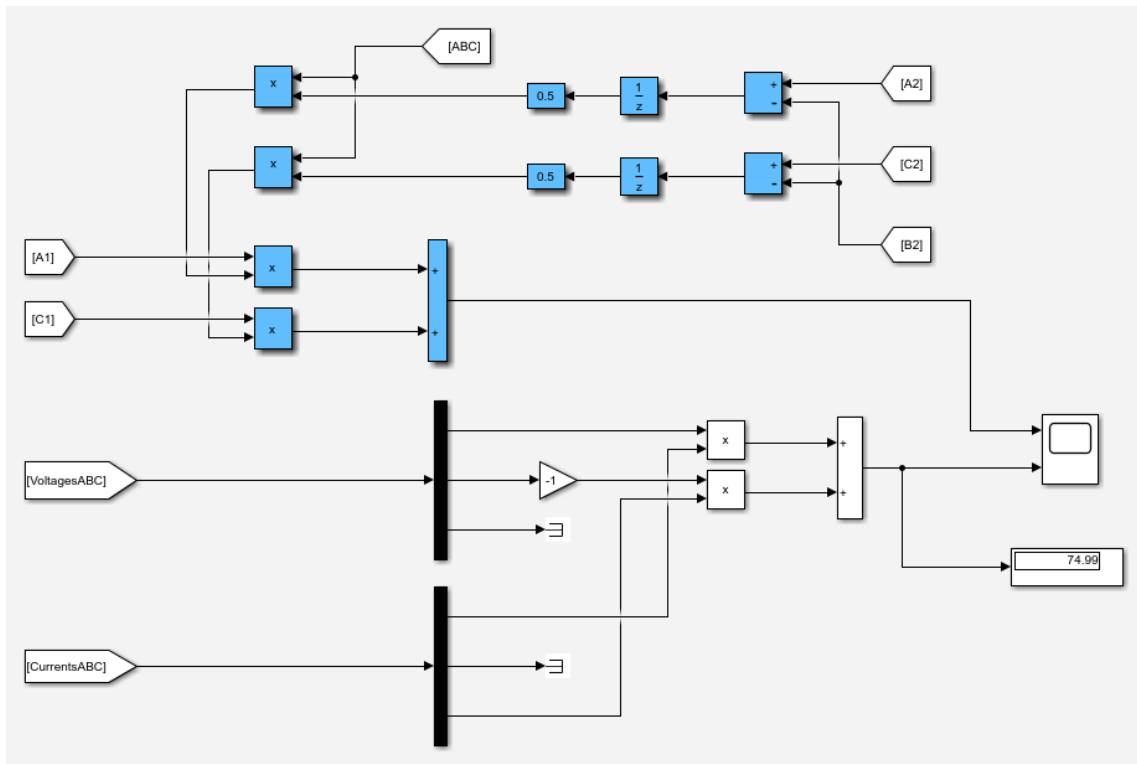 [ABC]
x
0.5
1
z
+
-
[A2]
x
0.5
1
z
+
-
[C2]
[B2]
[A1]
x
+
[C1]
x
+
[VoltagesABC]
-1
x
x
+
+
74.99
[CurrentsABC]